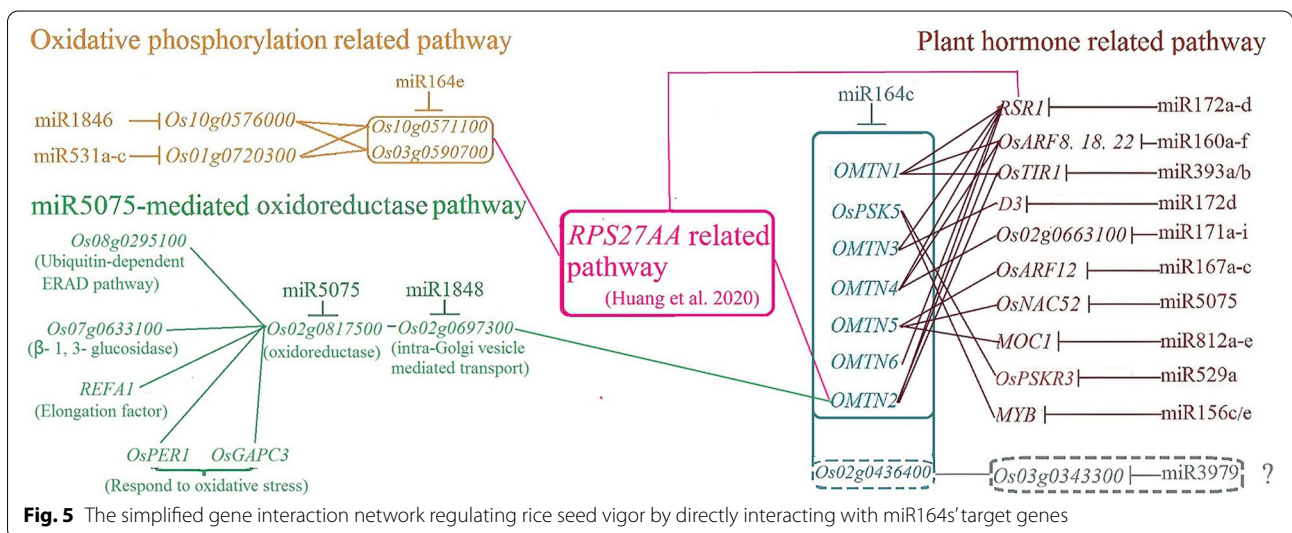 Oxidative phosphorylation related pathway
Plant hormone related pathway
miR164e
miR1846
Os10g0576000
miR531a-c
Os01g0720300
Os10g0571100
Os03g0590700
miR5075-mediated oxidoreductase pathway
Os08g0295100
(Ubiquitin-dependent
ERAD pathway)
Os07g0633100
(β- 1, 3- glucosidase)
REFA1
(Elongation factor)
OsPER1
OsGAPC3
(Respond to oxidative stress)
miR5075
Os02g0817500
(oxidoreductase)
miR1848
Os02g0697300
(intra-Golgi vesicle
mediated transport)
RPS27AA related
pathway
(Huang et al. 2020)
miR164c
OMTN1
OsPSK5
OMTN3
OMTN4
OMTN5
OMTN6
OMTN2
Os02g0436400
RSR1
miR172a-d
OsARF8. 18. 22
miR160a-f
OsTIR1
miR393a/b
D3
miR172d
Os02g0663100
miR171a-i
OsARF12
miR167a-c
OsNAC52
miR5075
MOC1
miR812a-e
OsPSKR3
miR529a
MYB
miR156c/e
Os03g0343300
miR3979
?
Fig. 5 The simplified gene interaction network regulating rice seed vigor by directly interacting with miR164s' target genes